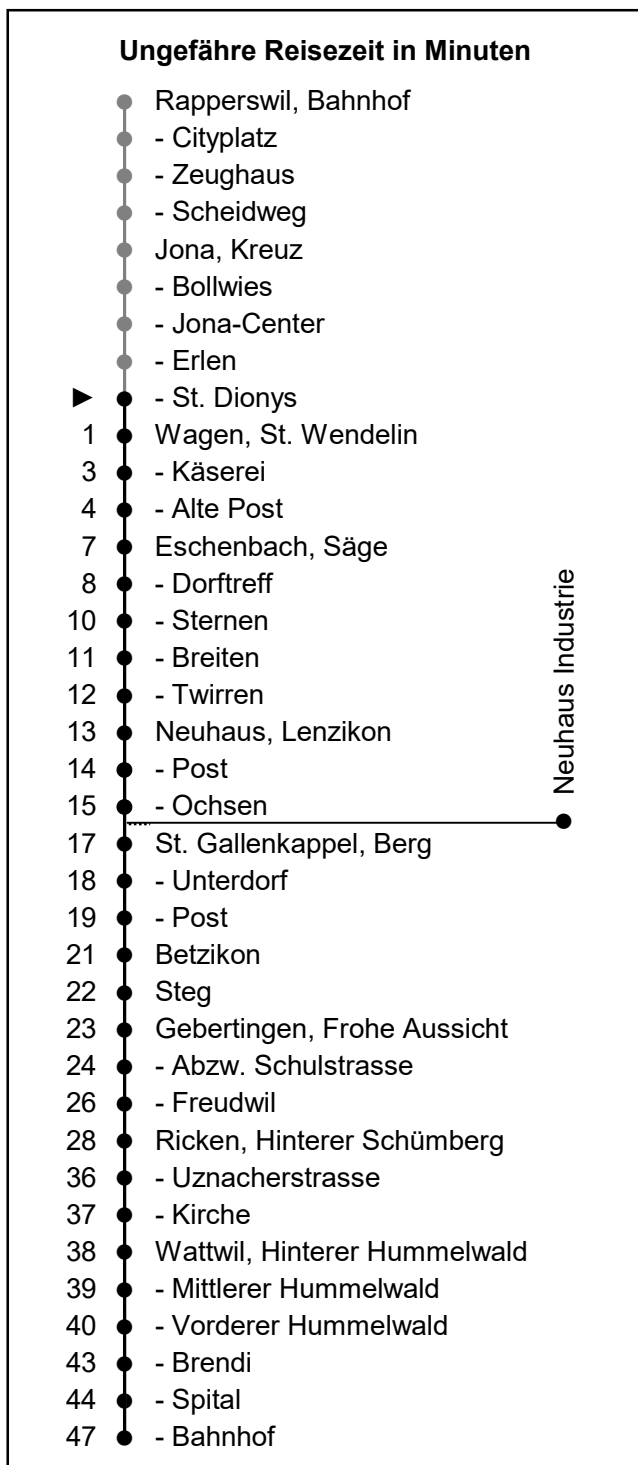 Ungefähre Reisezeit in Minuten
Rapperswil, Bahnhof
- Cityplatz
- Zeughaus
- Scheidweg
Jona, Kreuz
- Bollwies
- Jona-Center
- Erlen
► - St. Dionys
1 Wagen, St. Wendelin
3 - Käserei
4 - Alte Post
7 Eschenbach, Säge
8 - Dorftreff
10 - Sternen
11 - Breiten
12 - Twirren
13 Neuhaus, Lenzikon
14 - Post
15 - Ochsen
Neuhaus Industrie
17 St. Gallenkappel, Berg
18 - Unterdorf
19 - Post
21 Betzikon
22 Steg
23 Gebertingen, Frohe Aussicht
24 - Abzw. Schulstrasse
26 - Freudwil
28 Ricken, Hinterer Schümberg
36 - Uznacherstrasse
37 - Kirche
38 Wattwil, Hinterer Hummelwald
39 - Mittlerer Hummelwald
40 - Vorderer Hummelwald
43 - Brendi
44 - Spital
47 - Bahnhof